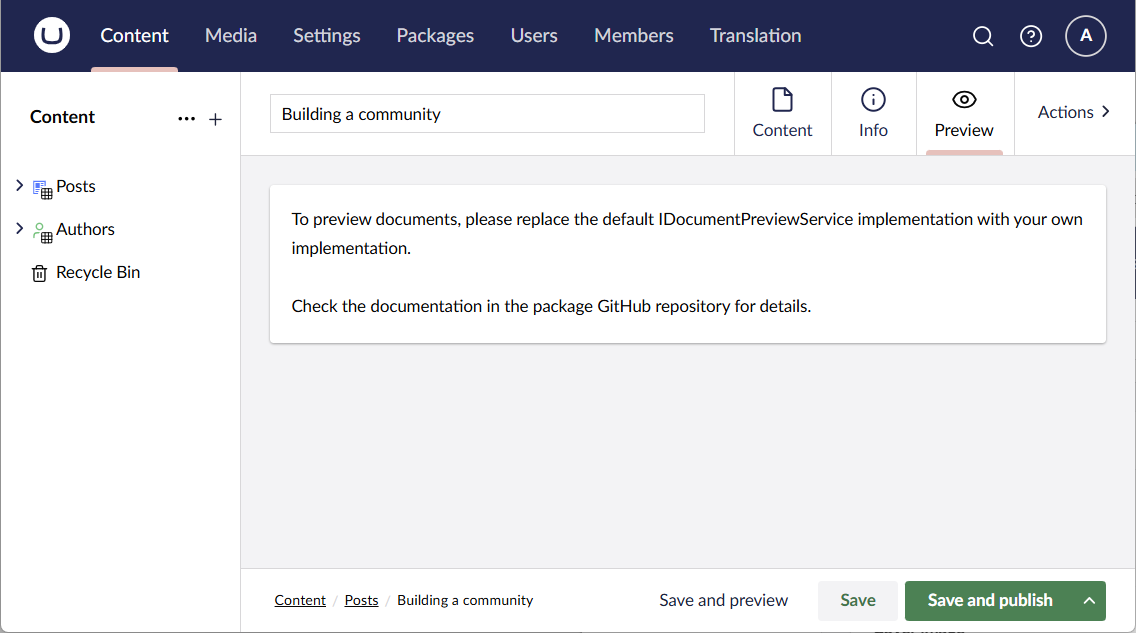 Content Media Settings Packages Users Members Translation A
Content
Building a community
Content Info Preview
Actions
Posts
Authors
Recycle Bin
To preview documents, please replace the default IDocumentPreviewService implementation with your own
implementation.
Check the documentation in the package GitHub repository for details.
Content / Posts / Building a community
Save and preview Save Save and publish